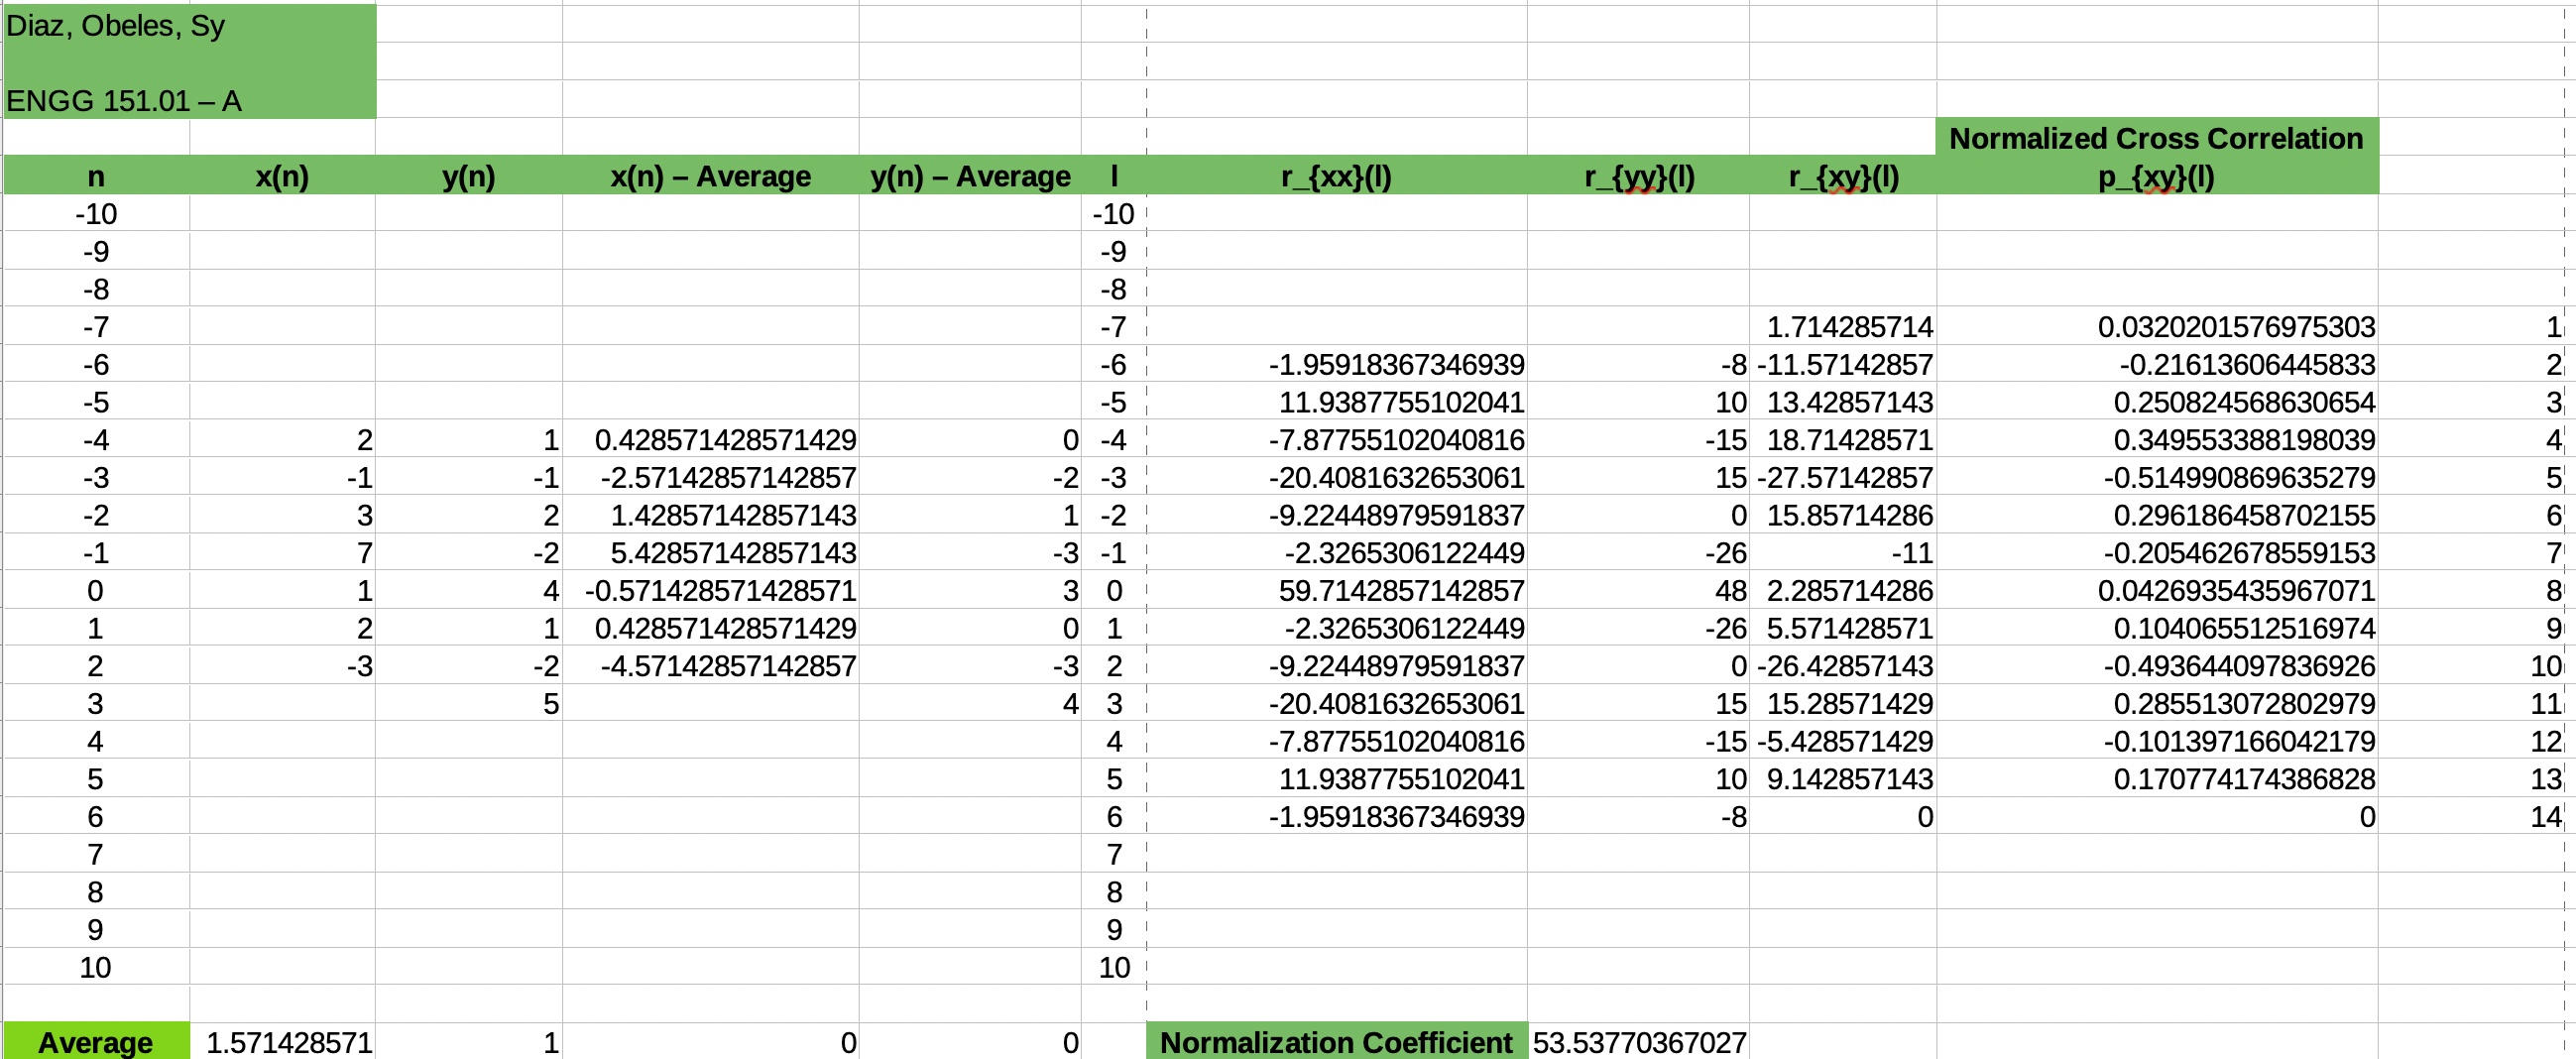 Diaz, Obeles, Sy
ENGG 151.01 – A
Normalized Cross Correlation
n x(n) y(n) x(n) – Average y(n) – Average l r_{xx}(l) r_{yy}(l) r_{xy}(l) p_{xy}(l)
-10 -10
-9 -9
-8 -8
-7 -7 1.714285714 0.0320201576975303 1
-6 -6 -1.95918367346939 -8 -11.57142857 -0.21613606445833 2
-5 -5 11.9387755102041 10 13.42857143 0.250824568630654 3
-4 2 1 0.428571428571429 0 -4 -7.87755102040816 -15 18.71428571 0.349553388198039 4
-3 -1 -1 -2.57142857142857 -2 -3 -20.4081632653061 15 -27.57142857 -0.514990869635279 5
-2 3 2 1.42857142857143 1 -2 -9.22448979591837 0 15.85714286 0.296186458702155 6
-1 7 -2 5.42857142857143 -3 -1 -2.3265306122449 -26 -11 -0.205462678559153 7
0 1 4 -0.571428571428571 3 0 59.7142857142857 48 2.285714286 0.0426935435967071 8
1 2 1 0.428571428571429 0 1 -2.3265306122449 -26 5.571428571 0.104065512516974 9
2 -3 -2 -4.57142857142857 -3 2 -9.22448979591837 0 -26.42857143 -0.493644097836926 10
3 5 4 3 -20.4081632653061 15 15.28571429 0.285513072802979 11
4 4 -7.87755102040816 -15 -5.428571429 -0.101397166042179 12
5 5 11.9387755102041 10 9.142857143 0.170774174386828 13
6 6 -1.95918367346939 -8 0 0 14
7 7
8 8
9 9
10 10
Average 1.571428571 1 0 0 Normalization Coefficient 53.53770367027